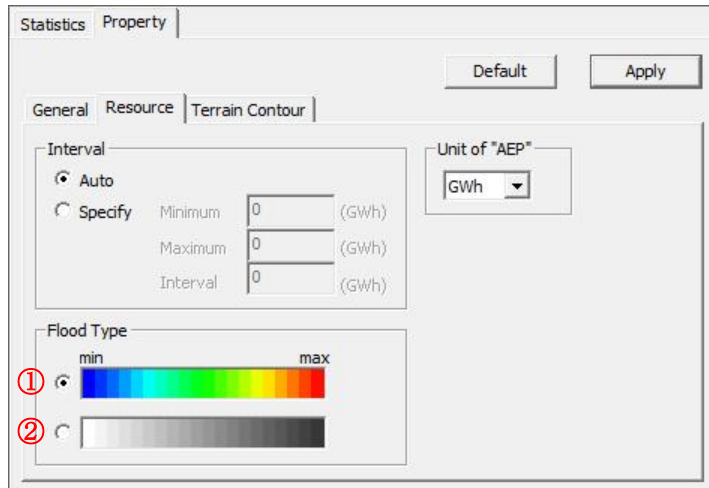 Statistics Property
Default Apply
General Resource Terrain Contour
Interval
Auto
Specify Minimum 0 (GWh)
Maximum 0 (GWh)
Interval 0 (GWh)
Unit of "AEP"
GWh
Flood Type
min max
①
②